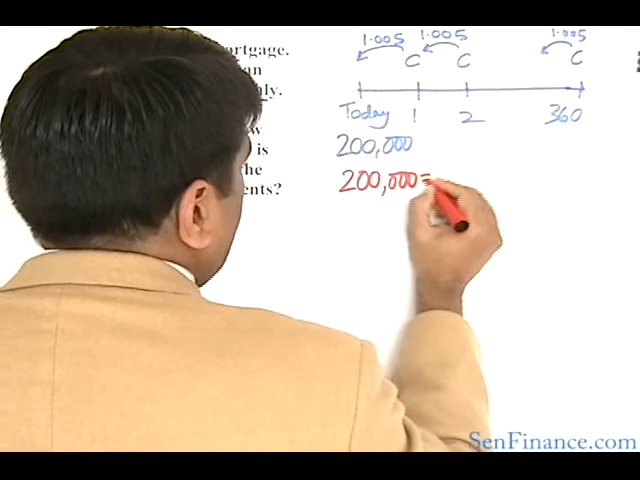 ortgage.
an
nly.
w
is
he
ents?
1.005 1.005 1.005
C C C
Today 1 2 360
200,000
200,000=
SenFinance.com